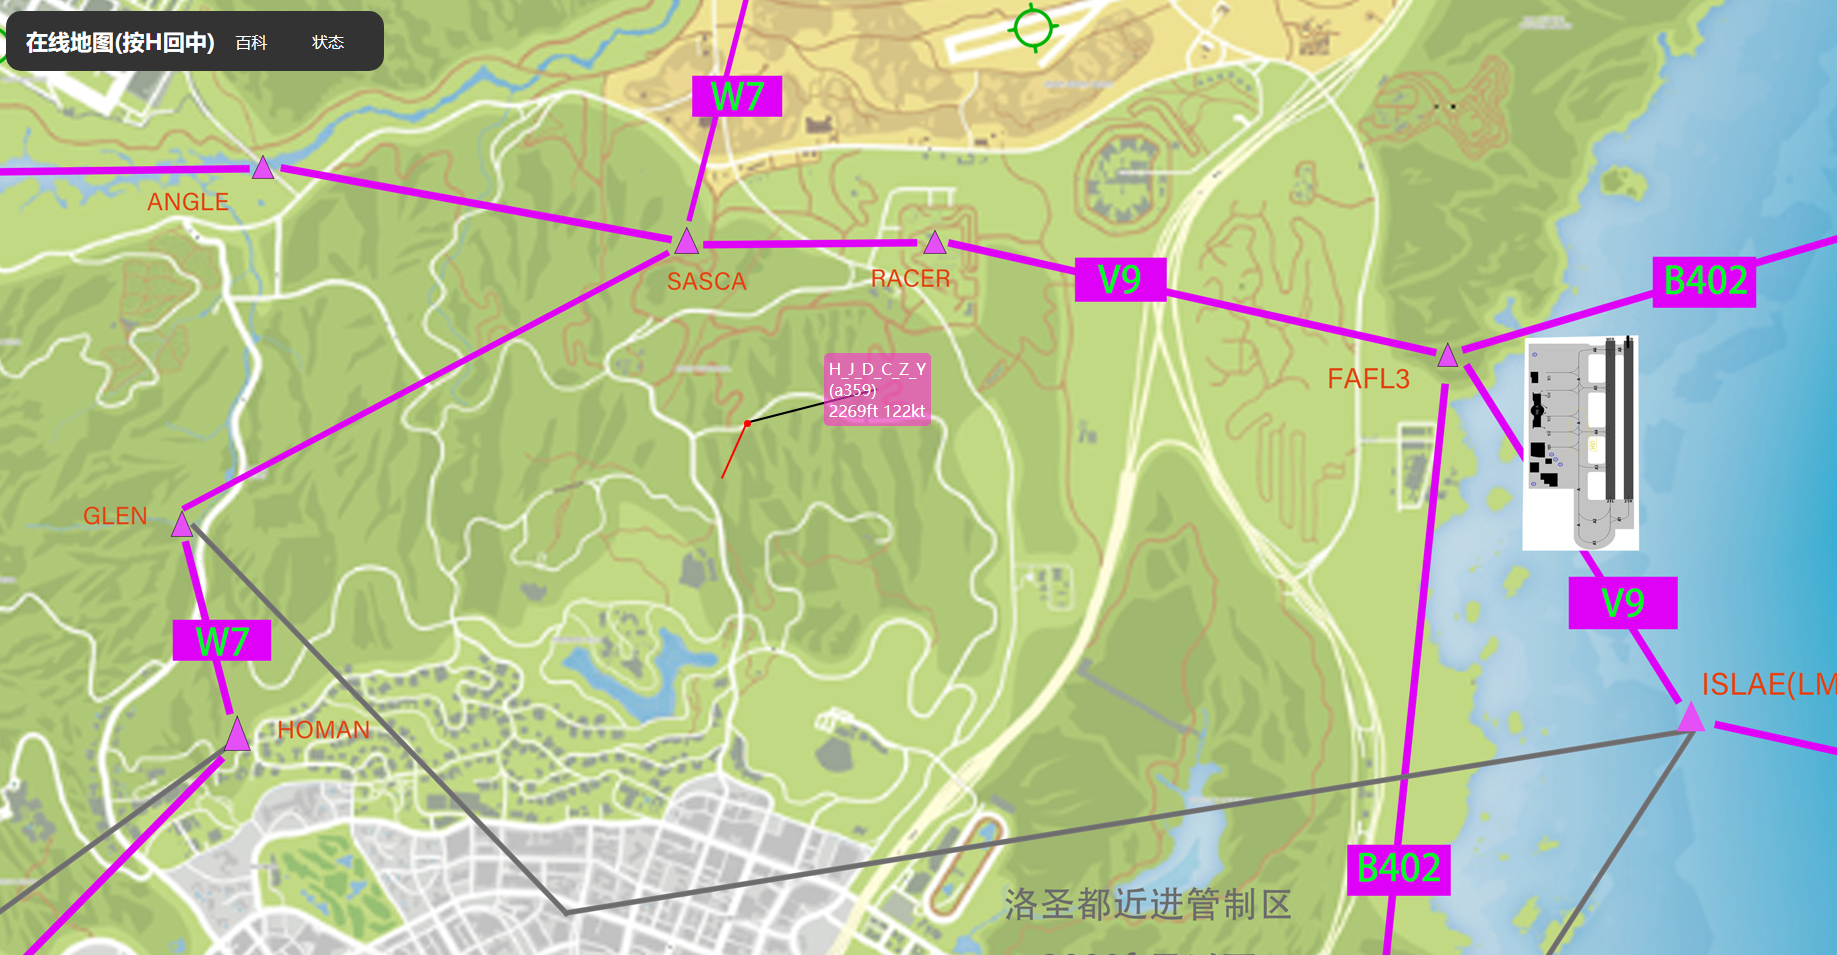 在线地图(按H回中) 百科 状态
W7
ANGLE
SASCA
RACER
V9
B402
H_J_D_C_Z_Y
(a359)
2269ft 122kt
FAFL3
GLEN
V9
W7
ISLAE(LM
HOMAN
B402
洛圣都近进管制区